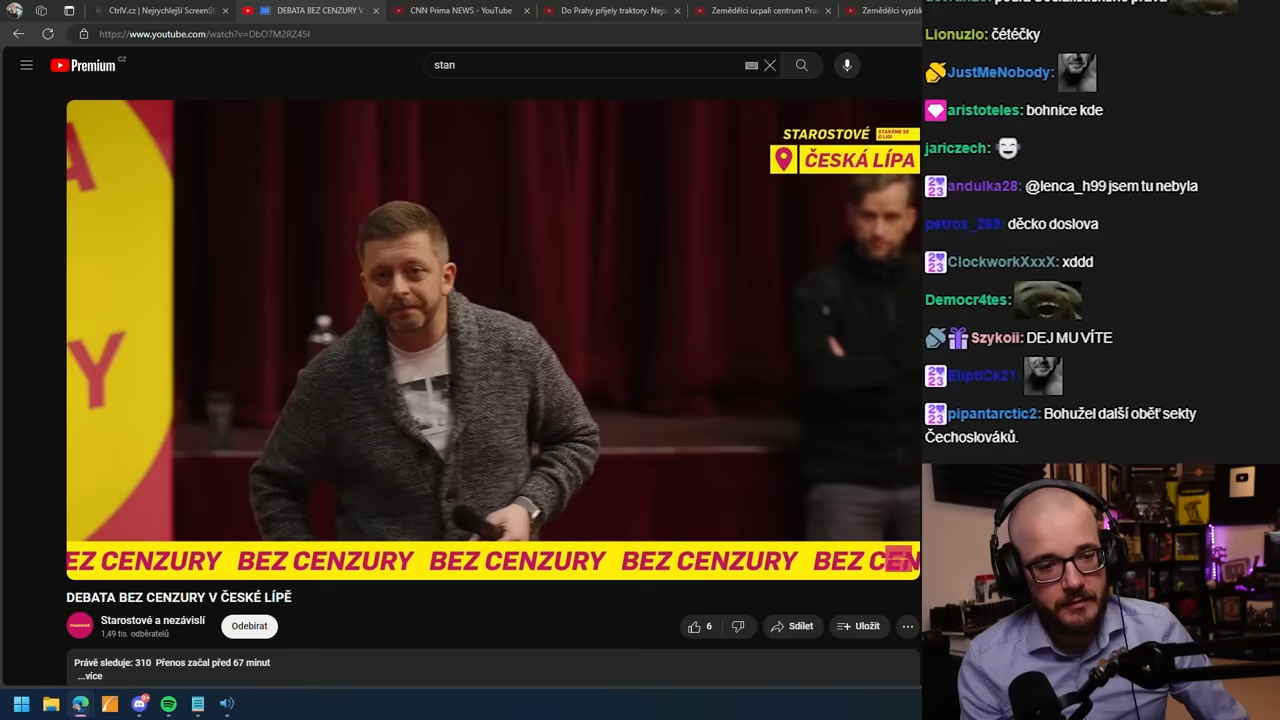 CtrlV.cz | Nejrychlejší ScreenSh
DEBATA BEZ CENZURY V
CNN Prima NEWS - YouTube
Do Prahy přijely traktory. Nejs
Zemědělci ucpali centrum Pra
Zemědělci vypísk
https://www.youtube.com/watch?v=DbO7M2RZ45I
Premium CZ
stan
STAROSTOVÉ
STARÁME SE
O LIDI
ČESKÁ LÍPA
A
Y
EZ CENZURY BEZ CENZURY BEZ CENZURY BEZ CENZURY BEZ CEN
DEBATA BEZ CENZURY V ČESKÉ LÍPĚ
Starostové a nezávislí
1,49 tis. odběratelů
Odebírat
6
Sdílet
Uložit
Právě sleduje: 310 Přenos začal před 67 minut
...více
Lionuzlo: čétéčky
JustMeNobody:
aristoteles: bohnice kde
jariczech:
andulka28: @lenca_h99 jsem tu nebyla
petros_269: děcko doslova
ClockworkXxxX: xddd
Democr4tes:
Szykoii: DEJ MU VÍTE
EliptiCk21:
pipantarctic2: Bohužel další oběť sekty
Čechoslováků.